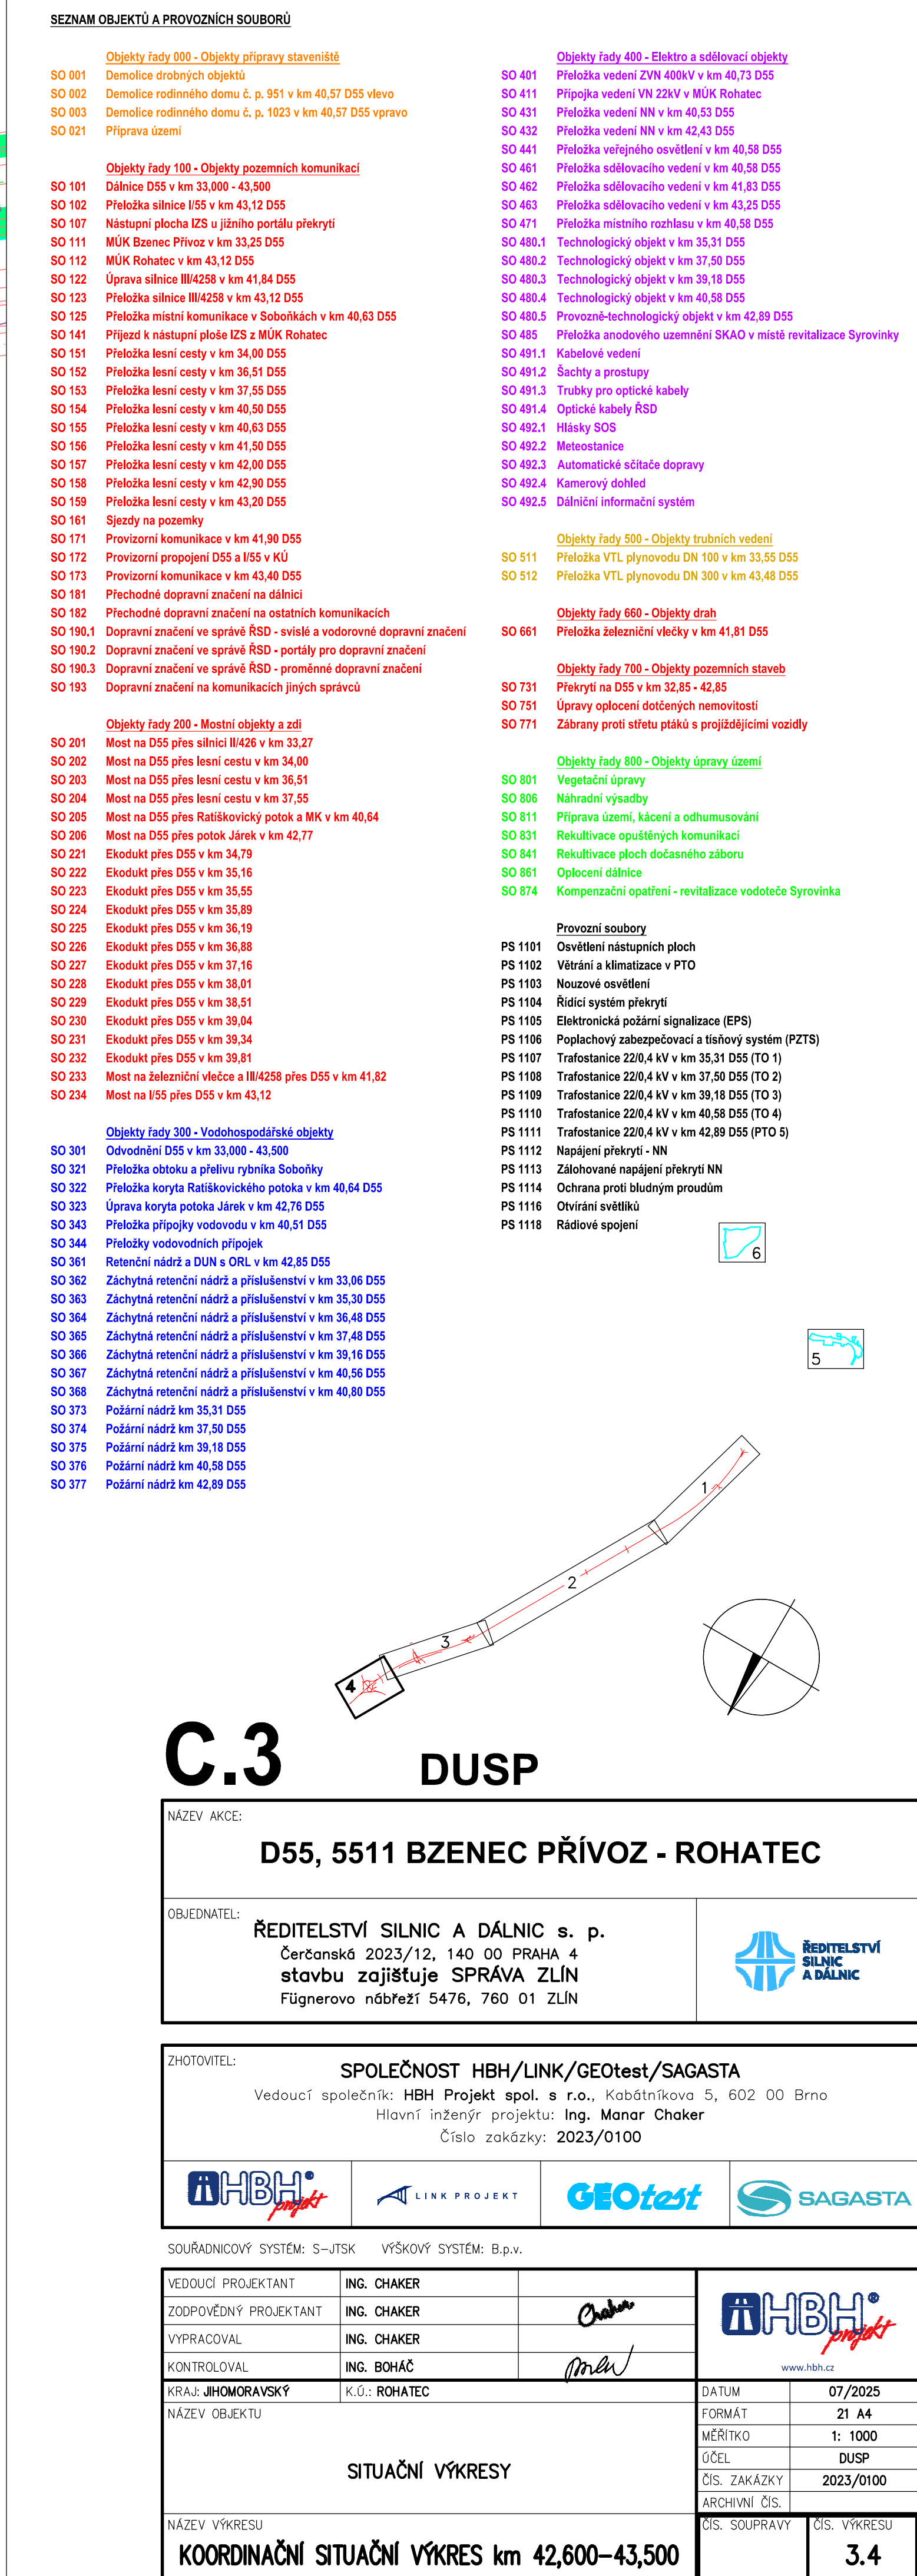 SEZNAM OBJEKTŮ A PROVOZNÍCH SOUBORŮ
Objekty řady 000 - Objekty přípravy staveniště
SO 001 Demolice drobných objektů
SO 002 Demolice rodinného domu č. p. 951 v km 40,57 D55 vlevo
SO 003 Demolice rodinného domu č. p. 1023 v km 40,57 D55 vpravo
SO 021 Příprava území
Objekty řady 100 - Objekty pozemních komunikací
SO 101 Dálnice D55 v km 33,000 - 43,500
SO 102 Přeložka silnice I/55 v km 43,12 D55
SO 107 Nástupní plocha IZS u jižního portálu překrytí
SO 111 MÚK Bzenec Přívoz v km 33,25 D55
SO 112 MÚK Rohatec v km 43,12 D55
SO 122 Úprava silnice III/4258 v km 41,84 D55
SO 123 Přeložka silnice III/4258 v km 43,12 D55
SO 125 Přeložka místní komunikace v Soboňkách v km 40,63 D55
SO 141 Příjezd k nástupní ploše IZS z MÚK Rohatec
SO 151 Přeložka lesní cesty v km 34,00 D55
SO 152 Přeložka lesní cesty v km 36,51 D55
SO 153 Přeložka lesní cesty v km 37,55 D55
SO 154 Přeložka lesní cesty v km 40,50 D55
SO 155 Přeložka lesní cesty v km 40,63 D55
SO 156 Přeložka lesní cesty v km 41,50 D55
SO 157 Přeložka lesní cesty v km 42,00 D55
SO 158 Přeložka lesní cesty v km 42,90 D55
SO 159 Přeložka lesní cesty v km 43,20 D55
SO 161 Sjezdy na pozemky
SO 171 Provizorní komunikace v km 41,90 D55
SO 172 Provizorní propojení D55 a I/55 v KÚ
SO 173 Provizorní komunikace v km 43,40 D55
SO 181 Přechodné dopravní značení na dálnici
SO 182 Přechodné dopravní značení na ostatních komunikacích
SO 190.1 Dopravní značení ve správě ŘSD - svislé a vodorovné dopravní značení
SO 190.2 Dopravní značení ve správě ŘSD - portály pro dopravní značení
SO 190.3 Dopravní značení ve správě ŘSD - proměnné dopravní značení
SO 193 Dopravní značení na komunikacích jiných správců
Objekty řady 200 - Mostní objekty a zdi
SO 201 Most na D55 přes silnici II/426 v km 33,27
SO 202 Most na D55 přes lesní cestu v km 34,00
SO 203 Most na D55 přes lesní cestu v km 36,51
SO 204 Most na D55 přes lesní cestu v km 37,55
SO 205 Most na D55 přes Ratíškovický potok a MK v km 40,64
SO 206 Most na D55 přes potok Járek v km 42,77
SO 221 Ekodukt přes D55 v km 34,79
SO 222 Ekodukt přes D55 v km 35,16
SO 223 Ekodukt přes D55 v km 35,55
SO 224 Ekodukt přes D55 v km 35,89
SO 225 Ekodukt přes D55 v km 36,19
SO 226 Ekodukt přes D55 v km 36,88
SO 227 Ekodukt přes D55 v km 37,16
SO 228 Ekodukt přes D55 v km 38,01
SO 229 Ekodukt přes D55 v km 38,51
SO 230 Ekodukt přes D55 v km 39,04
SO 231 Ekodukt přes D55 v km 39,34
SO 232 Ekodukt přes D55 v km 39,81
SO 233 Most na železniční vlečce a III/4258 přes D55 v km 41,82
SO 234 Most na I/55 přes D55 v km 43,12
Objekty řady 300 - Vodohospodářské objekty
SO 301 Odvodnění D55 v km 33,000 - 43,500
SO 321 Přeložka obtoku a přelivu rybníka Soboňky
SO 322 Přeložka koryta Ratíškovického potoka v km 40,64 D55
SO 323 Úprava koryta potoka Járek v km 42,76 D55
SO 343 Přeložka přípojky vodovodu v km 40,51 D55
SO 344 Přeložky vodovodních přípojek
SO 361 Retenční nádrž a DUN s ORL v km 42,85 D55
SO 362 Záchytná retenční nádrž a příslušenství v km 33,06 D55
SO 363 Záchytná retenční nádrž a příslušenství v km 35,30 D55
SO 364 Záchytná retenční nádrž a příslušenství v km 36,48 D55
SO 365 Záchytná retenční nádrž a příslušenství v km 37,48 D55
SO 366 Záchytná retenční nádrž a příslušenství v km 39,16 D55
SO 367 Záchytná retenční nádrž a příslušenství v km 40,56 D55
SO 368 Záchytná retenční nádrž a příslušenství v km 40,80 D55
SO 373 Požární nádrž km 35,31 D55
SO 374 Požární nádrž km 37,50 D55
SO 375 Požární nádrž km 39,18 D55
SO 376 Požární nádrž km 40,58 D55
SO 377 Požární nádrž km 42,89 D55
Objekty řady 400 - Elektro a sdělovací objekty
SO 401 Přeložka vedení ZVN 400kV v km 40,73 D55
SO 411 Přípojka vedení VN 22kV v MÚK Rohatec
SO 431 Přeložka vedení NN v km 40,53 D55
SO 432 Přeložka vedení NN v km 42,43 D55
SO 441 Přeložka veřejného osvětlení v km 40,58 D55
SO 461 Přeložka sdělovacího vedení v km 40,58 D55
SO 462 Přeložka sdělovacího vedení v km 41,83 D55
SO 463 Přeložka sdělovacího vedení v km 43,25 D55
SO 471 Přeložka místního rozhlasu v km 40,58 D55
SO 480.1 Technologický objekt v km 35,31 D55
SO 480.2 Technologický objekt v km 37,50 D55
SO 480.3 Technologický objekt v km 39,18 D55
SO 480.4 Technologický objekt v km 40,58 D55
SO 480.5 Provozně-technologický objekt v km 42,89 D55
SO 485 Přeložka anodového uzemnění SKAO v místě revitalizace Syrovinky
SO 491.1 Kabelové vedení
SO 491.2 Šachty a prostupy
SO 491.3 Trubky pro optické kabely
SO 491.4 Optické kabely ŘSD
SO 492.1 Hlásky SOS
SO 492.2 Meteostanice
SO 492.3 Automatické sčítače dopravy
SO 492.4 Kamerový dohled
SO 492.5 Dálniční informační systém
Objekty řady 500 - Objekty trubních vedení
SO 511 Přeložka VTL plynovodu DN 100 v km 33,55 D55
SO 512 Přeložka VTL plynovodu DN 300 v km 43,48 D55
Objekty řady 660 - Objekty drah
SO 661 Přeložka železniční vlečky v km 41,81 D55
Objekty řady 700 - Objekty pozemních staveb
SO 731 Překrytí na D55 v km 32,85 - 42,85
SO 751 Úpravy oplocení dotčených nemovitostí
SO 771 Zábrany proti střetu ptáků s projíždějícími vozidly
Objekty řady 800 - Objekty úpravy území
SO 801 Vegetační úpravy
SO 806 Náhradní výsadby
SO 811 Příprava území, kácení a odhumusování
SO 831 Rekultivace opuštěných komunikací
SO 841 Rekultivace ploch dočasného záboru
SO 861 Oplocení dálnice
SO 874 Kompenzační opatření - revitalizace vodoteče Syrovinka
Provozní soubory
PS 1101 Osvětlení nástupních ploch
PS 1102 Větrání a klimatizace v PTO
PS 1103 Nouzové osvětlení
PS 1104 Řídící systém překrytí
PS 1105 Elektronická požární signalizace (EPS)
PS 1106 Poplachový zabezpečovací a tísňový systém (PZTS)
PS 1107 Trafostanice 22/0,4 kV v km 35,31 D55 (TO 1)
PS 1108 Trafostanice 22/0,4 kV v km 37,50 D55 (TO 2)
PS 1109 Trafostanice 22/0,4 kV v km 39,18 D55 (TO 3)
PS 1110 Trafostanice 22/0,4 kV v km 40,58 D55 (TO 4)
PS 1111 Trafostanice 22/0,4 kV v km 42,89 D55 (PTO 5)
PS 1112 Napájení překrytí - NN
PS 1113 Zálohované napájení překrytí NN
PS 1114 Ochrana proti bludným proudům
PS 1116 Otvírání světlíků
PS 1118 Rádiové spojení
6
5
1
2
3
4
C.3 DUSP
NÁZEV AKCE:
D55, 5511 BZENEC PŘÍVOZ - ROHATEC
OBJEDNATEL:
ŘEDITELSTVÍ SILNIC A DÁLNIC s. p.
Čerčanská 2023/12, 140 00 PRAHA 4
stavbu zajišťuje SPRÁVA ZLÍN
Fügnerovo nábřeží 5476, 760 01 ZLÍN
ŘEDITELSTVÍ
SILNIC
A DÁLNIC
ZHOTOVITEL:
SPOLEČNOST HBH/LINK/GEOtest/SAGASTA
Vedoucí společník: HBH Projekt spol. s r.o., Kabátníkova 5, 602 00 Brno
Hlavní inženýr projektu: Ing. Manar Chaker
Číslo zakázky: 2023/0100
HBH® projekt
LINK PROJEKT
GEOtest
SAGASTA
SOUŘADNICOVÝ SYSTÉM: S-JTSK VÝŠKOVÝ SYSTÉM: B.p.v.
VEDOUCÍ PROJEKTANT ING. CHAKER
ZODPOVĚDNÝ PROJEKTANT ING. CHAKER Chaker
VYPRACOVAL ING. CHAKER
KONTROLOVAL ING. BOHÁČ
HBH® projekt
www.hbh.cz
KRAJ: JIHOMORAVSKÝ K.Ú.: ROHATEC
DATUM 07/2025
FORMÁT 21 A4
MĚŘÍTKO 1: 1000
ÚČEL DUSP
ČÍS. ZAKÁZKY 2023/0100
ARCHIVNÍ ČÍS.
NÁZEV OBJEKTU
SITUAČNÍ VÝKRESY
NÁZEV VÝKRESU
KOORDINAČNÍ SITUAČNÍ VÝKRES km 42,600-43,500
ČÍS. SOUPRAVY
ČÍS. VÝKRESU
3.4